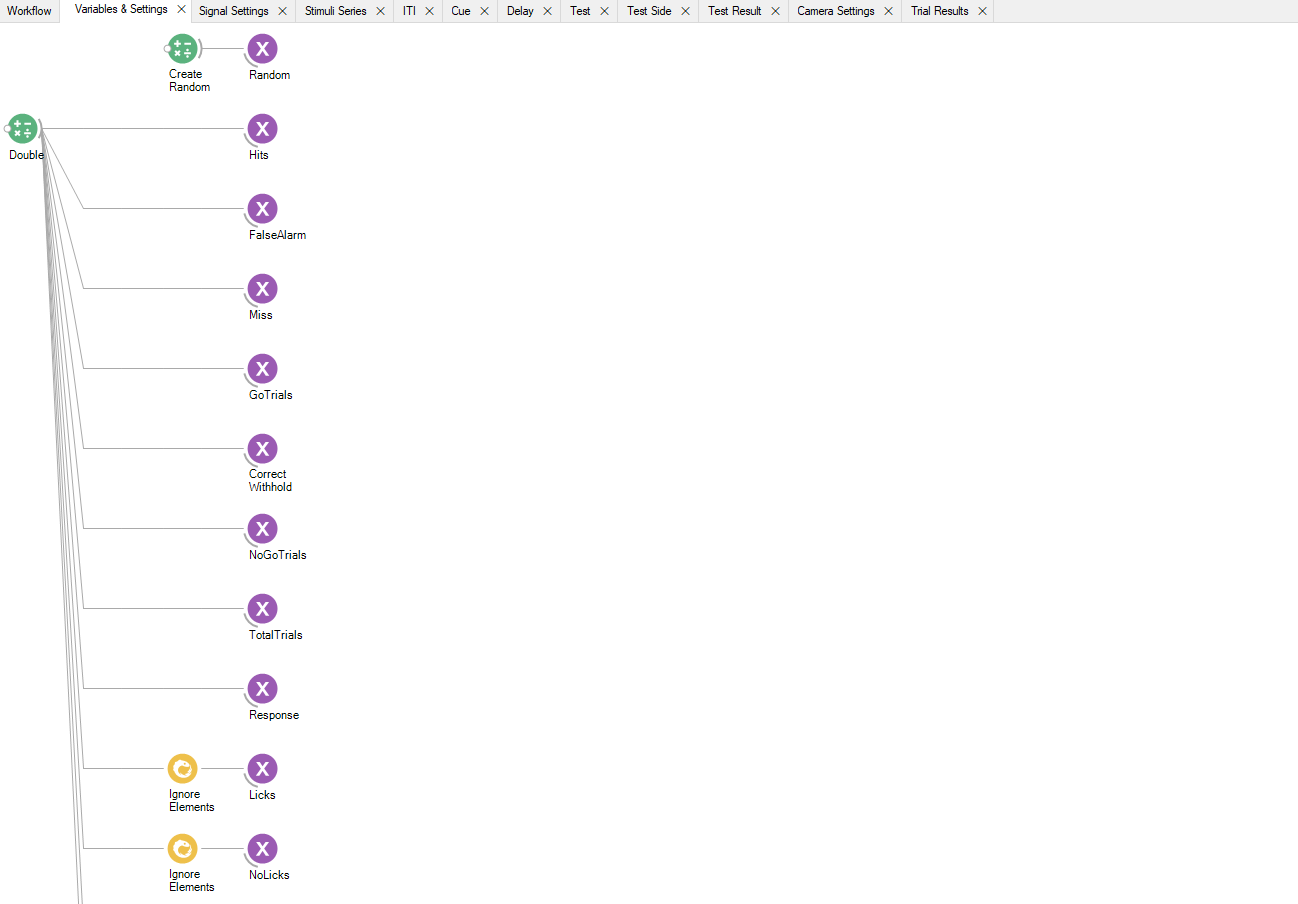 Workflow
Variables & Settings
Signal Settings
Stimuli Series
ITI
Cue
Delay
Test
Test Side
Test Result
Camera Settings
Trial Results
Create
Random
Random
Double
Hits
FalseAlarm
Miss
GoTrials
Correct
Withhold
NoGoTrials
TotalTrials
Response
Ignore
Elements
Licks
Ignore
Elements
NoLicks